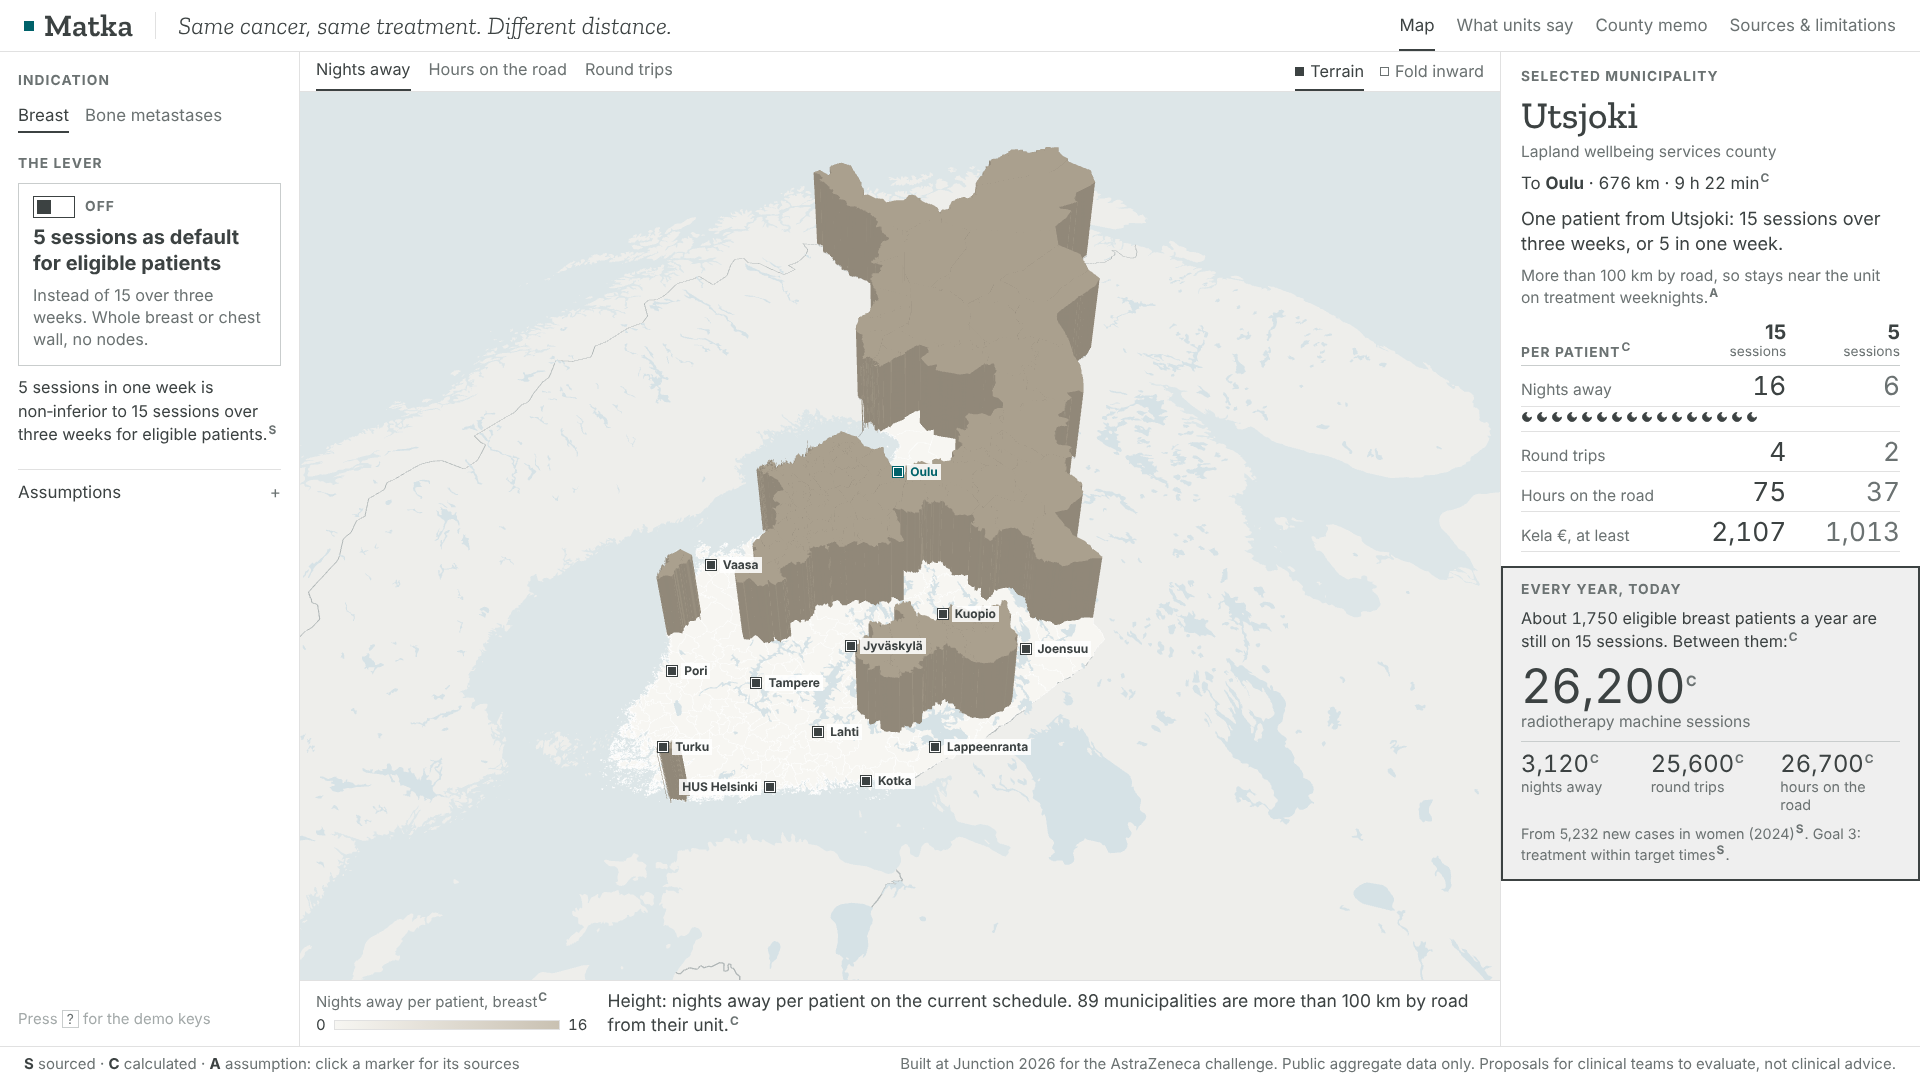 Matka
Same cancer, same treatment. Different distance.
Map
What units say
County memo
Sources & limitations
INDICATION
Breast
Bone metastases
THE LEVER
OFF
5 sessions as default
for eligible patients
Instead of 15 over three
weeks. Whole breast or chest
wall, no nodes.
5 sessions in one week is
non-inferior to 15 sessions over
three weeks for eligible patients.S
Assumptions
+
Press ? for the demo keys
Nights away
Hours on the road
Round trips
Terrain
Fold inward
Oulu
Vaasa
Kuopio
Jyväskylä
Joensuu
Pori
Tampere
Lahti
Turku
Lappeenranta
HUS Helsinki
Kotka
Nights away per patient, breastC
0
16
Height: nights away per patient on the current schedule. 89 municipalities are more than 100 km by road
from their unit.C
SELECTED MUNICIPALITY
Utsjoki
Lapland wellbeing services county
To Oulu · 676 km · 9 h 22 minC
One patient from Utsjoki: 15 sessions over
three weeks, or 5 in one week.
More than 100 km by road, so stays near the unit
on treatment weeknights.A
PER PATIENTC
15
sessions
5
sessions
Nights away 16 6
Round trips 4 2
Hours on the road 75 37
Kela €, at least 2,107 1,013
EVERY YEAR, TODAY
About 1,750 eligible breast patients a year are
still on 15 sessions. Between them:C
26,200C
radiotherapy machine sessions
3,120C
nights away
25,600C
round trips
26,700C
hours on the
road
From 5,232 new cases in women (2024)S. Goal 3:
treatment within target timesS.
S sourced · C calculated · A assumption: click a marker for its sources
Built at Junction 2026 for the AstraZeneca challenge. Public aggregate data only. Proposals for clinical teams to evaluate, not clinical advice.